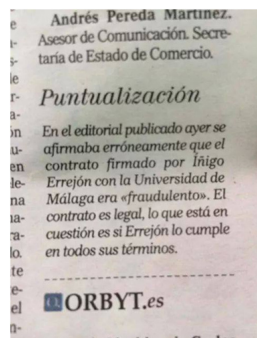 Andrés Pereda Martínez.
Asesor de Comunicación. Secre-
taría de Estado de Comercio.
Puntualización
En el editorial publicado ayer se
afirmaba erróneamente que el
contrato firmado por Íñigo
Errejón con la Universidad de
Málaga era «fraudulento». El
contrato es legal, lo que está en
cuestión es si Errejón lo cumple
en todos sus términos.
ORBYT.es